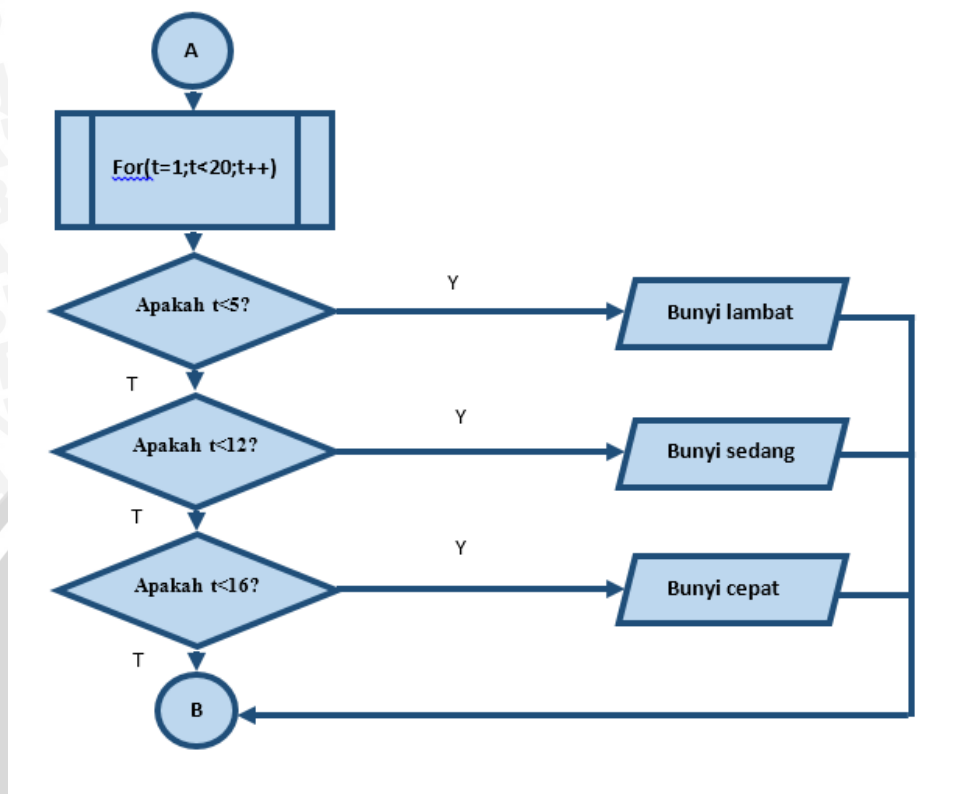 A
For(t=1;t<20;t++)
Apakah t<5?
Y
Bunyi lambat
T
Apakah t<12?
Y
Bunyi sedang
T
Apakah t<16?
Y
Bunyi cepat
T
B